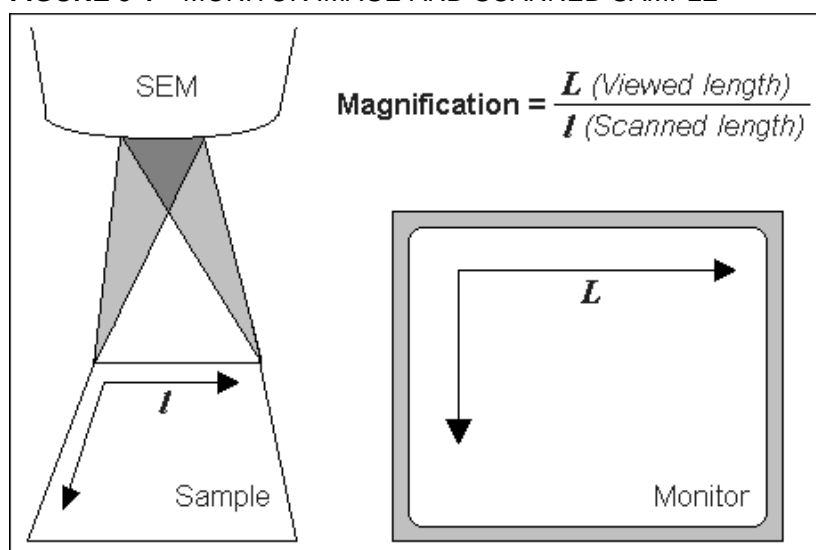 SEM
Magnification = L (Viewed length)
l (Scanned length)
L
l
Sample
Monitor